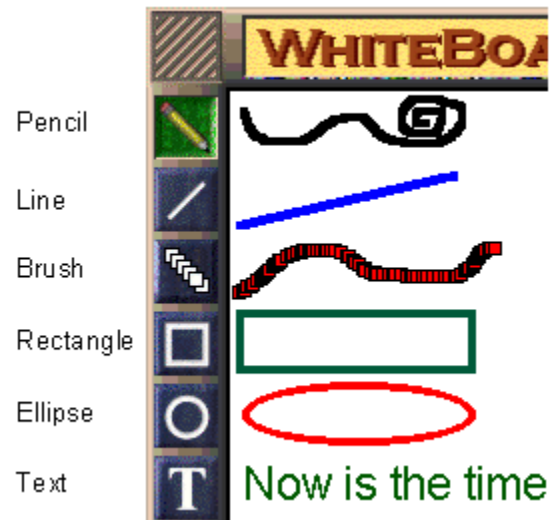 WHITEBOA
Pencil
Line
Brush
Rectangle
Ellipse
Text
T
Now is the time